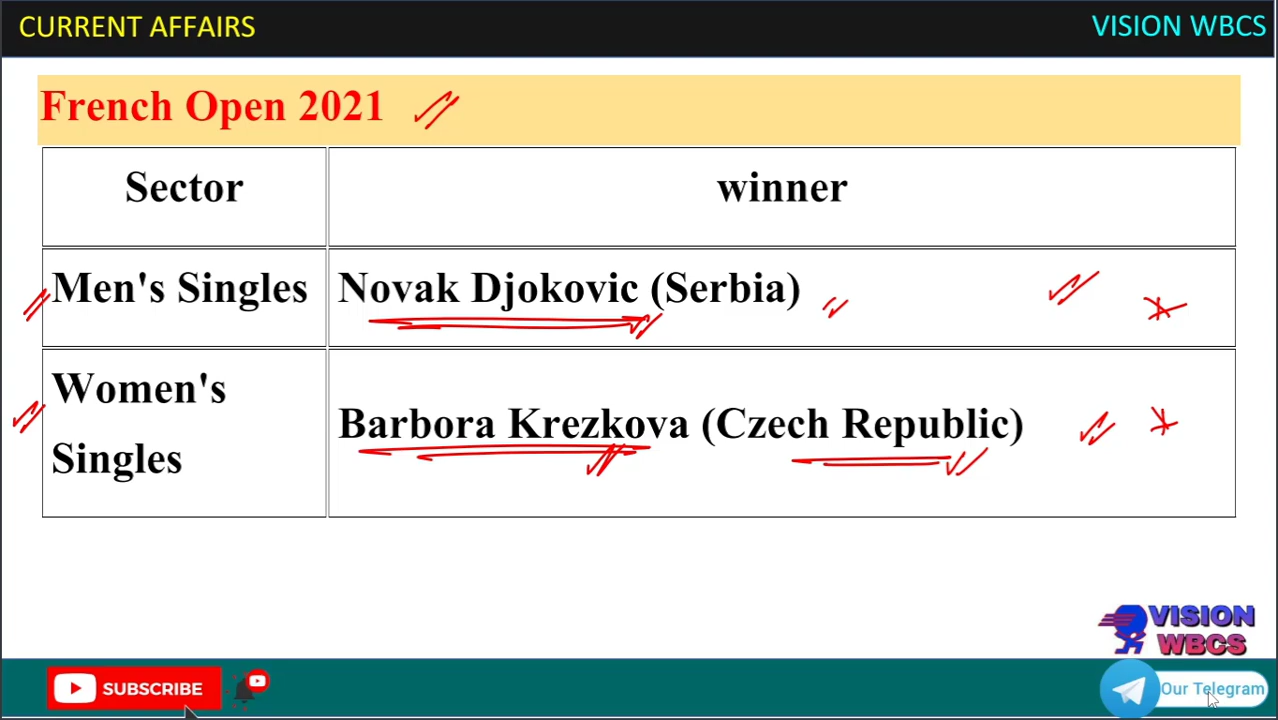 CURRENT AFFAIRS
VISION WBCS
French Open 2021
Sector
winner
Men's Singles
Novak Djokovic (Serbia)
Women's
Singles
Barbora Krezkova (Czech Republic)
VISION
WBCS
SUBSCRIBE
Our Telegram